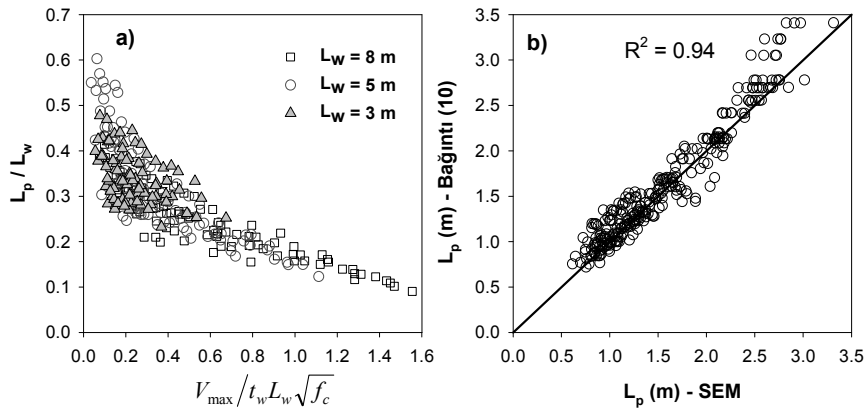 a)
L_w = 8 m
L_w = 5 m
L_w = 3 m
0.7
0.6
0.5
0.4
0.3
0.2
0.1
0.0
L_p / L_w
0.0 0.2 0.4 0.6 0.8 1.0 1.2 1.4 1.6
V_max/t_w L_w √f_c
b)
R² = 0.94
3.5
3.0
2.5
2.0
1.5
1.0
0.5
0.0
L_p (m) - Bağıntı (10)
0.0 0.5 1.0 1.5 2.0 2.5 3.0 3.5
L_p (m) - SEM